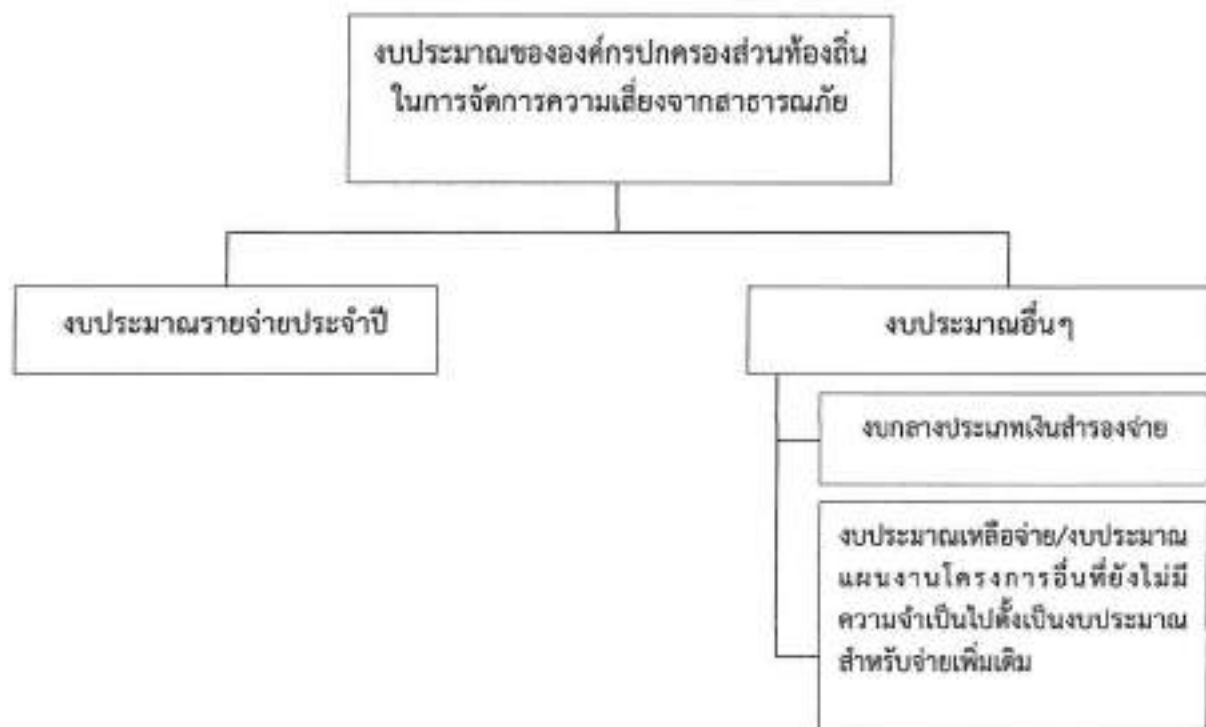 งบประมาณขององค์กรปกครองส่วนท้องถิ่น
ในการจัดการความเสี่ยงจากสาธารณภัย
งบประมาณรายจ่ายประจำปี
งบประมาณอื่นๆ
งบกลางประเภทเงินสำรองจ่าย
งบประมาณเหลือจ่าย/งบประมาณ
แผนงานโครงการอื่นที่ยังไม่มี
ความจำเป็นไปตั้งเป็นงบประมาณ
สำหรับจ่ายเพิ่มเติม